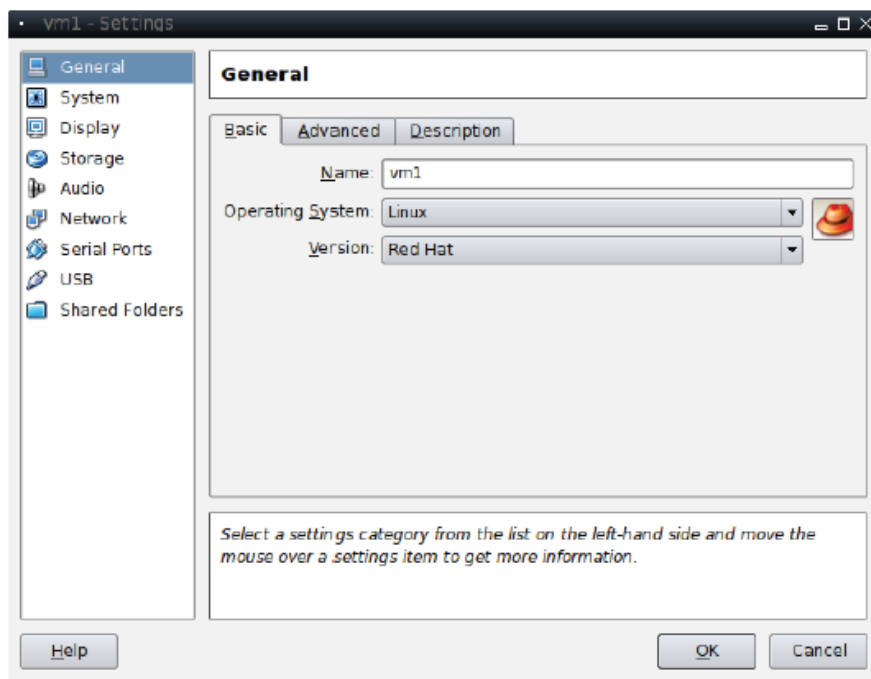 vm1 - Settings
General
System
Display
Storage
Audio
Network
Serial Ports
USB
Shared Folders
General
Basic
Advanced
Description
Name: vm1
Operating System: Linux
Version: Red Hat
Select a settings category from the list on the left-hand side and move the
mouse over a settings item to get more information.
Help
OK
Cancel